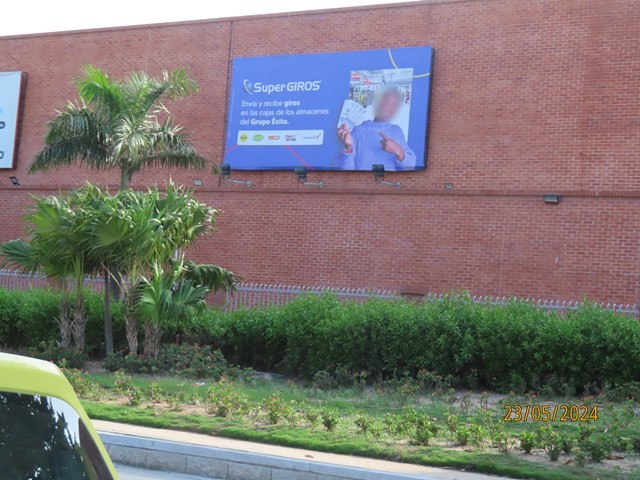 SuperGIROS
Envía y recibe giros
en las cajas de los almacenes
del Grupo Éxito.
23/05/2024